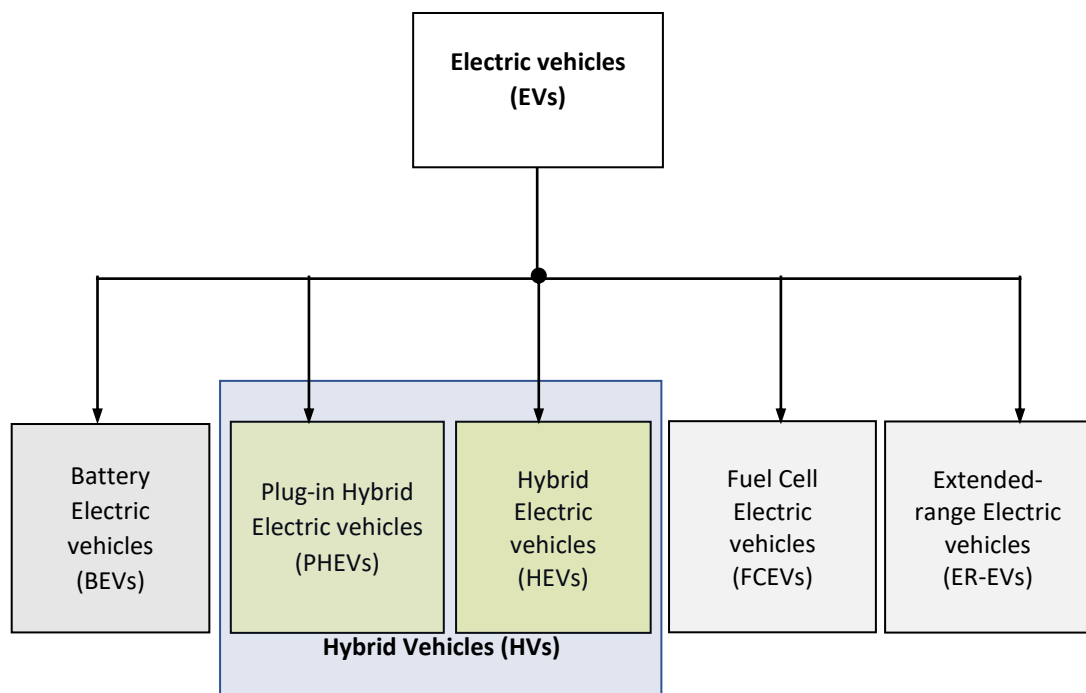 Electric vehicles
(EVs)
Battery
Electric
vehicles
(BEVs)
Plug-in Hybrid
Electric vehicles
(PHEVs)
Hybrid
Electric
vehicles
(HEVs)
Fuel Cell
Electric
vehicles
(FCEVs)
Extended-
range Electric
vehicles
(ER-EVs)
Hybrid Vehicles (HVs)